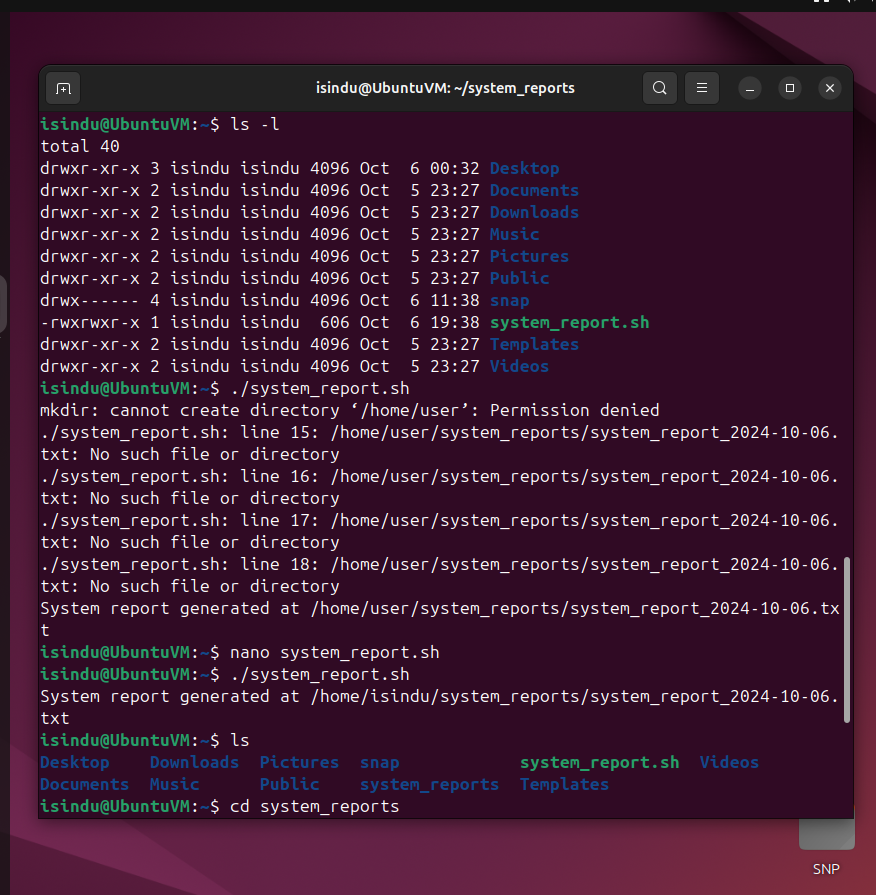 isindu@UbuntuVM: ~/system_reports
isindu@UbuntuVM:~$ ls -l
total 40
drwxr-xr-x 3 isindu isindu 4096 Oct  6 00:32 Desktop
drwxr-xr-x 2 isindu isindu 4096 Oct  5 23:27 Documents
drwxr-xr-x 2 isindu isindu 4096 Oct  5 23:27 Downloads
drwxr-xr-x 2 isindu isindu 4096 Oct  5 23:27 Music
drwxr-xr-x 2 isindu isindu 4096 Oct  5 23:27 Pictures
drwxr-xr-x 2 isindu isindu 4096 Oct  5 23:27 Public
drwx------ 4 isindu isindu 4096 Oct  6 11:38 snap
-rwxrwxr-x 1 isindu isindu  606 Oct  6 19:38 system_report.sh
drwxr-xr-x 2 isindu isindu 4096 Oct  5 23:27 Templates
drwxr-xr-x 2 isindu isindu 4096 Oct  5 23:27 Videos
isindu@UbuntuVM:~$ ./system_report.sh
mkdir: cannot create directory ‘/home/user’: Permission denied
./system_report.sh: line 15: /home/user/system_reports/system_report_2024-10-06.
txt: No such file or directory
./system_report.sh: line 16: /home/user/system_reports/system_report_2024-10-06.
txt: No such file or directory
./system_report.sh: line 17: /home/user/system_reports/system_report_2024-10-06.
txt: No such file or directory
./system_report.sh: line 18: /home/user/system_reports/system_report_2024-10-06.
txt: No such file or directory
System report generated at /home/user/system_reports/system_report_2024-10-06.tx
t
isindu@UbuntuVM:~$ nano system_report.sh
isindu@UbuntuVM:~$ ./system_report.sh
System report generated at /home/isindu/system_reports/system_report_2024-10-06.
txt
isindu@UbuntuVM:~$ ls
Desktop    Downloads  Pictures  snap            system_report.sh  Videos
Documents  Music      Public    system_reports  Templates
isindu@UbuntuVM:~$ cd system_reports
SNP